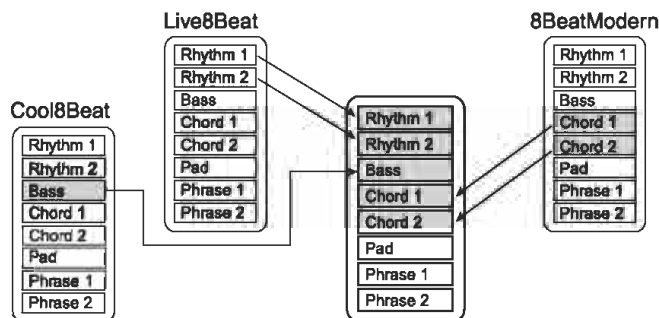 Live8Beat
Rhythm 1
Rhythm 2
Bass
Chord 1
Chord 2
Pad
Phrase 1
Phrase 2
8BeatModern
Rhythm 1
Rhythm 2
Bass
Chord 1
Chord 2
Pad
Phrase 1
Phrase 2
Cool8Beat
Rhythm 1
Rhythm 2
Bass
Chord 1
Chord 2
Pad
Phrase 1
Phrase 2
Rhythm 1
Rhythm 2
Bass
Chord 1
Chord 2
Pad
Phrase 1
Phrase 2